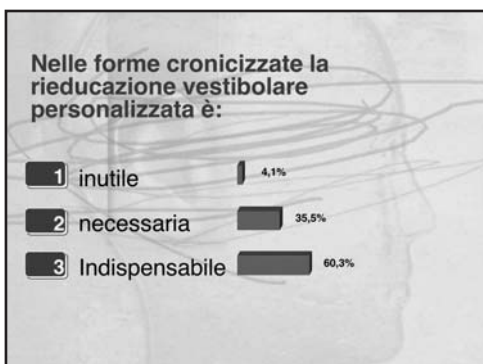 Nelle forme cronicizzate la
rieducazione vestibolare
personalizzata è:
1 inutile 4,1%
2 necessaria 35,5%
3 Indispensabile 60,3%